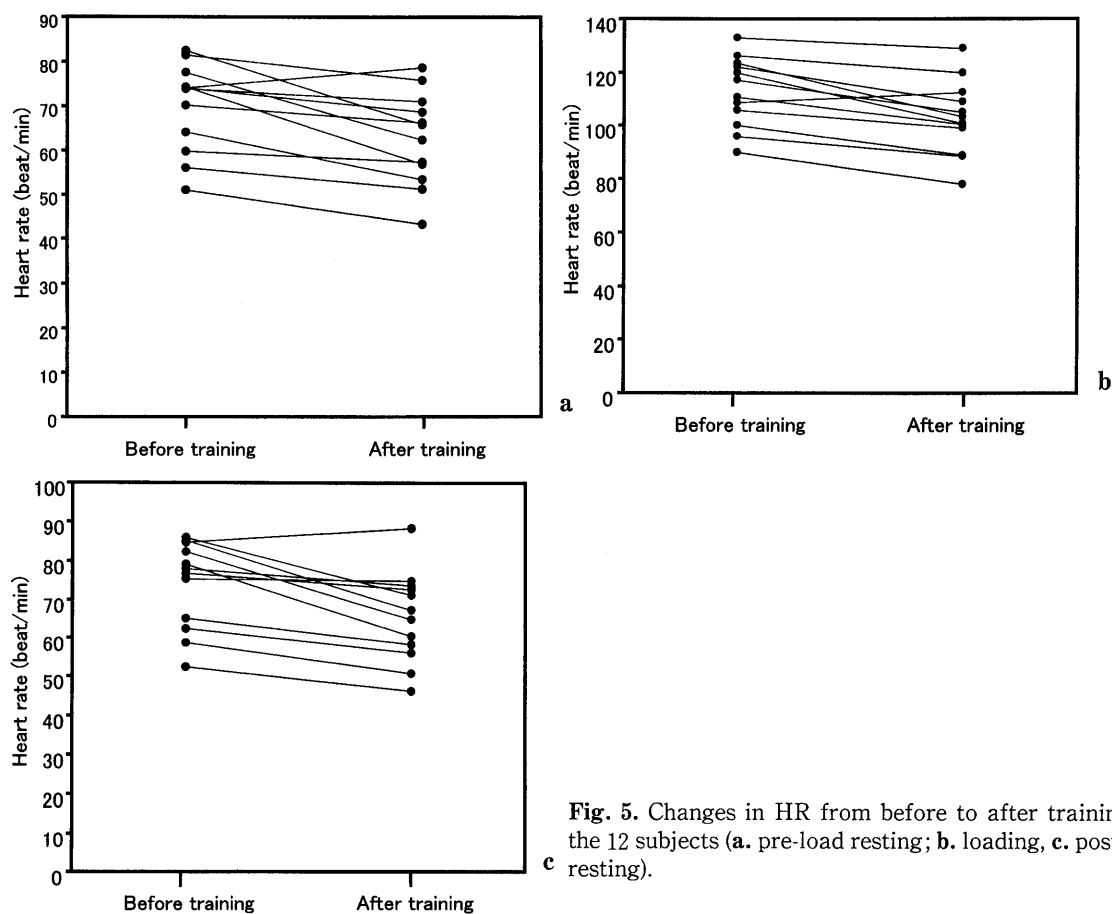 90
80
70
60
50
40
30
20
10
0
Heart rate (beat/min)
Before training
After training
a
140
120
100
80
60
40
20
0
Heart rate (beat/min)
Before training
After training
b
100
90
80
70
60
50
40
30
20
10
0
Heart rate (beat/min)
Before training
After training
c
Fig. 5. Changes in HR from before to after trainin
the 12 subjects (a. pre-load resting; b. loading, c. pos
resting).